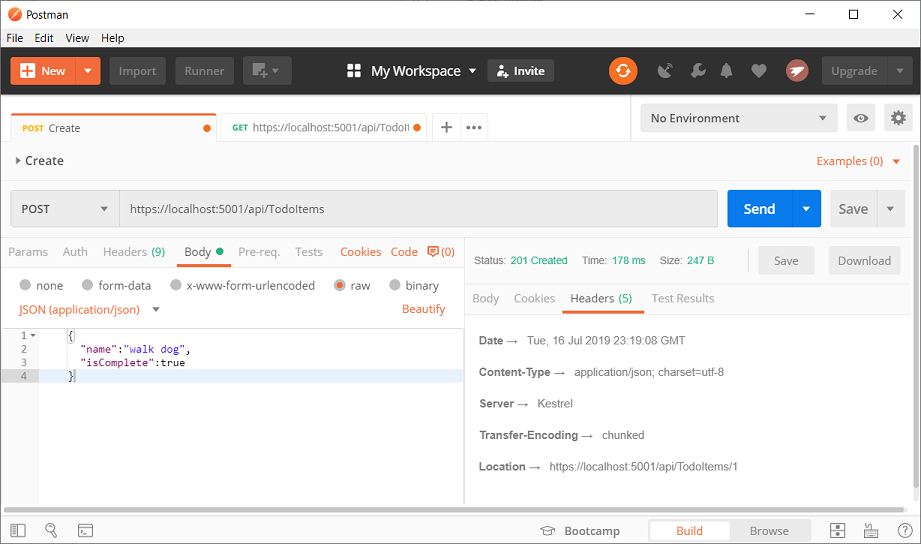 Postman
File Edit View Help
New Import Runner My Workspace Invite Upgrade
POST Create GET https://localhost:5001/api/TodoIt No Environment
Create Examples (0)
POST https://localhost:5001/api/TodoItems Send Save
Params Auth Headers (9) Body Pre-req. Tests Cookies Code (0)
none form-data x-www-form-urlencoded raw binary
JSON (application/json) Beautify
1 {
2 "name":"walk dog",
3 "isComplete":true
4 }
Status: 201 Created Time: 178 ms Size: 247 B Save Download
Body Cookies Headers (5) Test Results
Date → Tue, 16 Jul 2019 23:19:08 GMT
Content-Type → application/json; charset=utf-8
Server → Kestrel
Transfer-Encoding → chunked
Location → https://localhost:5001/api/TodoItems/1
Bootcamp Build Browse